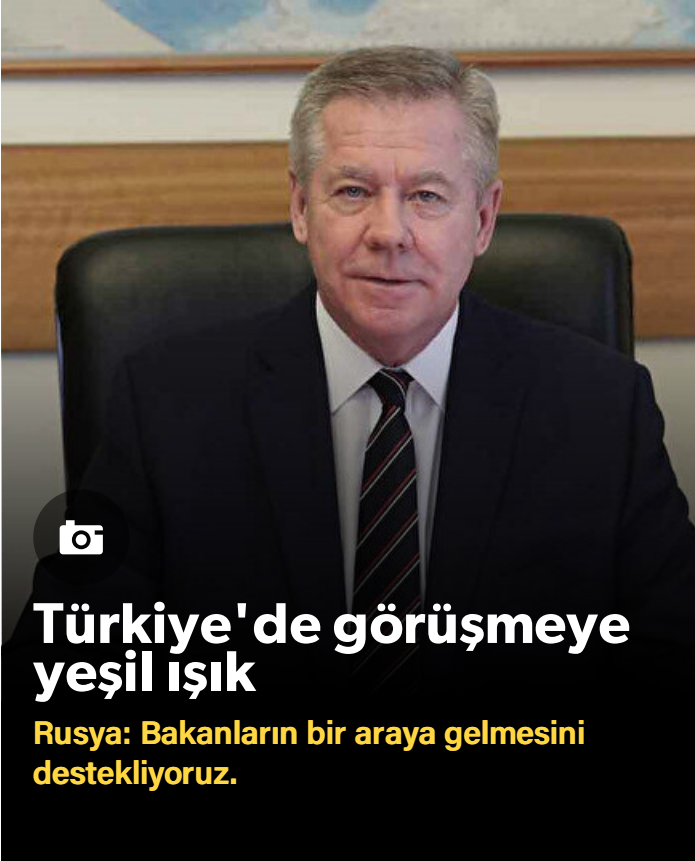 Türkiye'de görüşmeye
yeşil ışık
Rusya: Bakanların bir araya gelmesini
destekliyoruz.